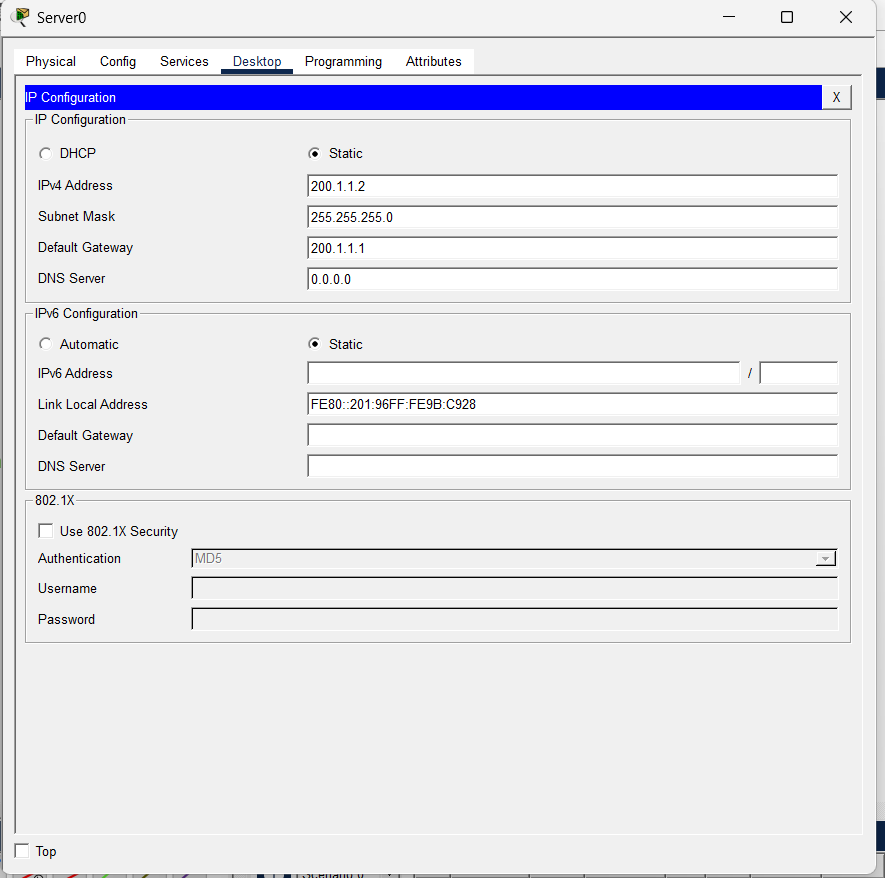 Server0
Physical Config Services Desktop Programming Attributes
IP Configuration X
IP Configuration
DHCP Static
IPv4 Address 200.1.1.2
Subnet Mask 255.255.255.0
Default Gateway 200.1.1.1
DNS Server 0.0.0.0
IPv6 Configuration
Automatic Static
IPv6 Address /
Link Local Address FE80::201:96FF:FE9B:C928
Default Gateway
DNS Server
802.1X
Use 802.1X Security
Authentication MD5
Username
Password
Top